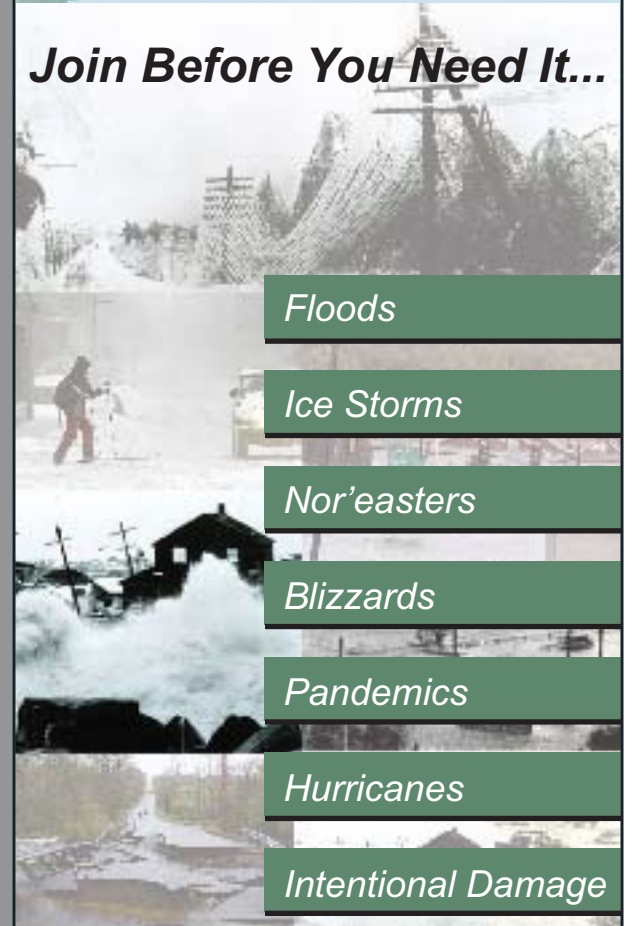 Join Before You Need It...
Floods
Ice Storms
Nor’easters
Blizzards
Pandemics
Hurricanes
Intentional Damage